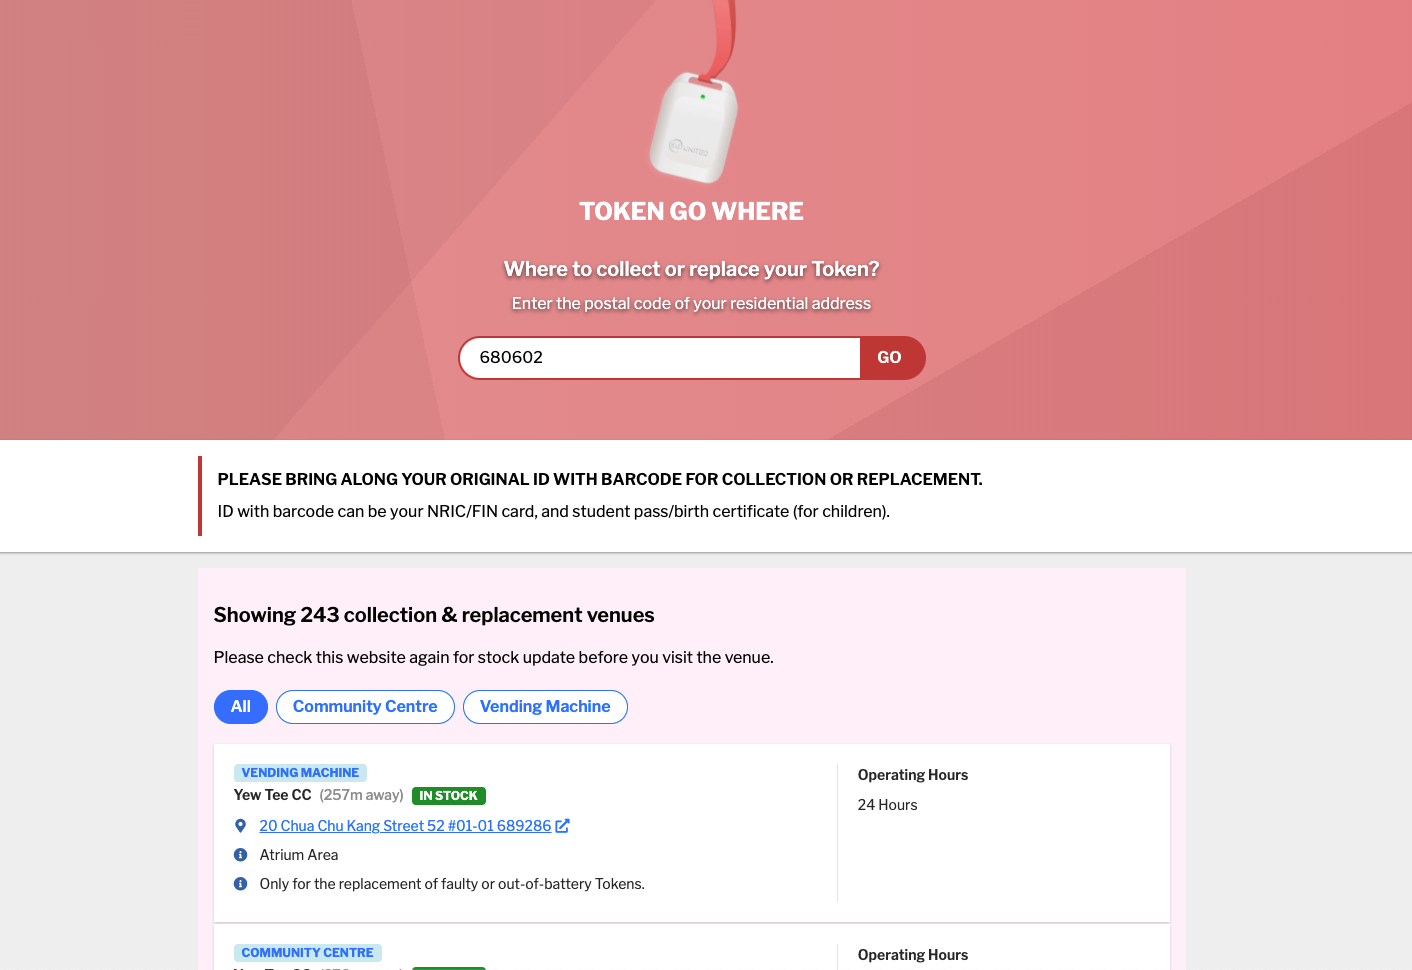 TOKEN GO WHERE
Where to collect or replace your Token?
Enter the postal code of your residential address
680602
GO
PLEASE BRING ALONG YOUR ORIGINAL ID WITH BARCODE FOR COLLECTION OR REPLACEMENT.
ID with barcode can be your NRIC/FIN card, and student pass/birth certificate (for children).
Showing 243 collection & replacement venues
Please check this website again for stock update before you visit the venue.
All
Community Centre
Vending Machine
VENDING MACHINE
Yew Tee CC (257m away) IN STOCK
20 Chua Chu Kang Street 52 #01-01 689286
Atrium Area
Only for the replacement of faulty or out-of-battery Tokens.
Operating Hours
24 Hours
COMMUNITY CENTRE
Operating Hours